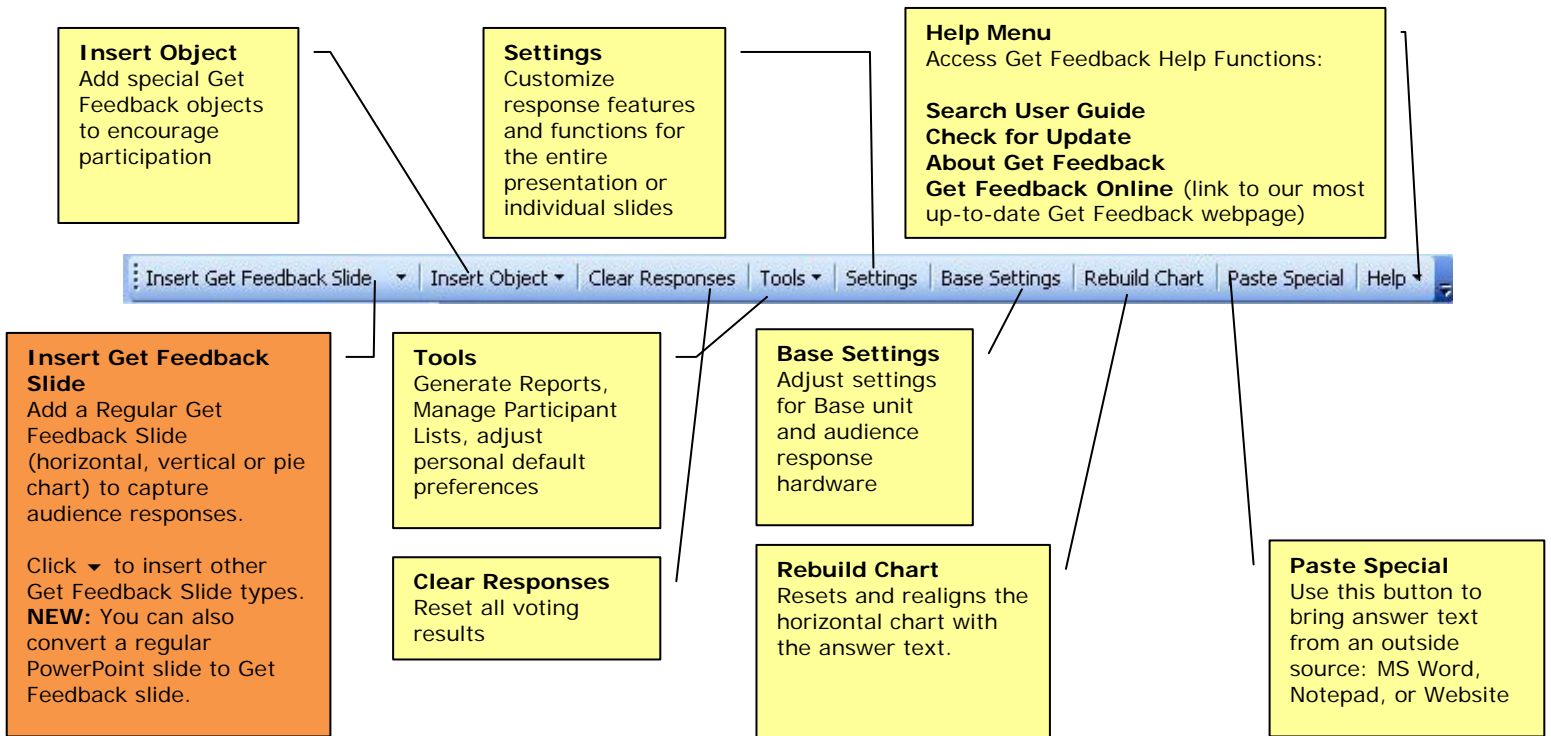 Insert Object
Add special Get
Feedback objects
to encourage
participation
Settings
Customize
response features
and functions for
the entire
presentation or
individual slides
Help Menu
Access Get Feedback Help Functions:
Search User Guide
Check for Update
About Get Feedback
Get Feedback Online (link to our most
up-to-date Get Feedback webpage)
Insert Get Feedback Slide Insert Object Clear Responses Tools Settings Base Settings Rebuild Chart Paste Special Help
Insert Get Feedback
Slide
Add a Regular Get
Feedback Slide
(horizontal, vertical or pie
chart) to capture
audience responses.
Click ▾ to insert other
Get Feedback Slide types.
NEW: You can also
convert a regular
PowerPoint slide to Get
Feedback slide.
Tools
Generate Reports,
Manage Participant
Lists, adjust
personal default
preferences
Clear Responses
Reset all voting
results
Base Settings
Adjust settings
for Base unit
and audience
response
hardware
Rebuild Chart
Resets and realigns the
horizontal chart with
the answer text.
Paste Special
Use this button to
bring answer text
from an outside
source: MS Word,
Notepad, or Website